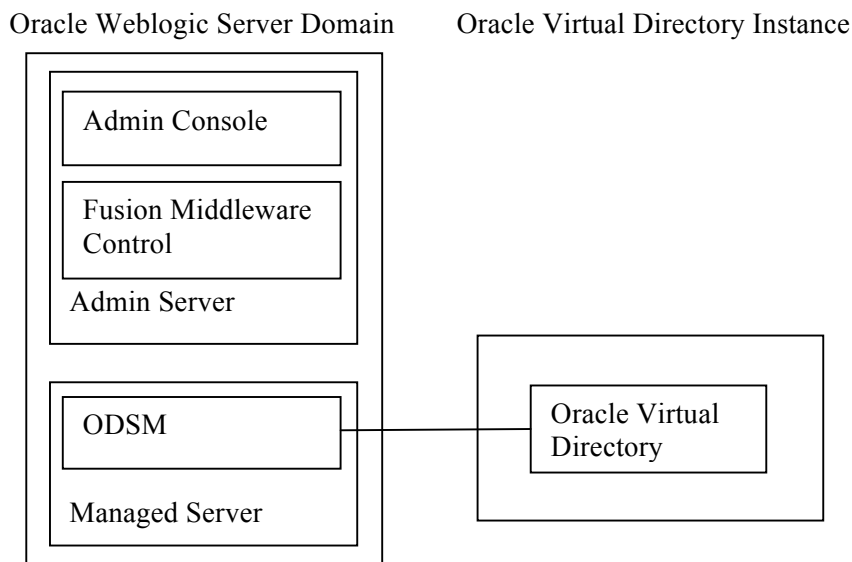 Oracle Weblogic Server Domain
Oracle Virtual Directory Instance
Admin Console
Fusion Middleware
Control
Admin Server
ODSM
Managed Server
Oracle Virtual
Directory